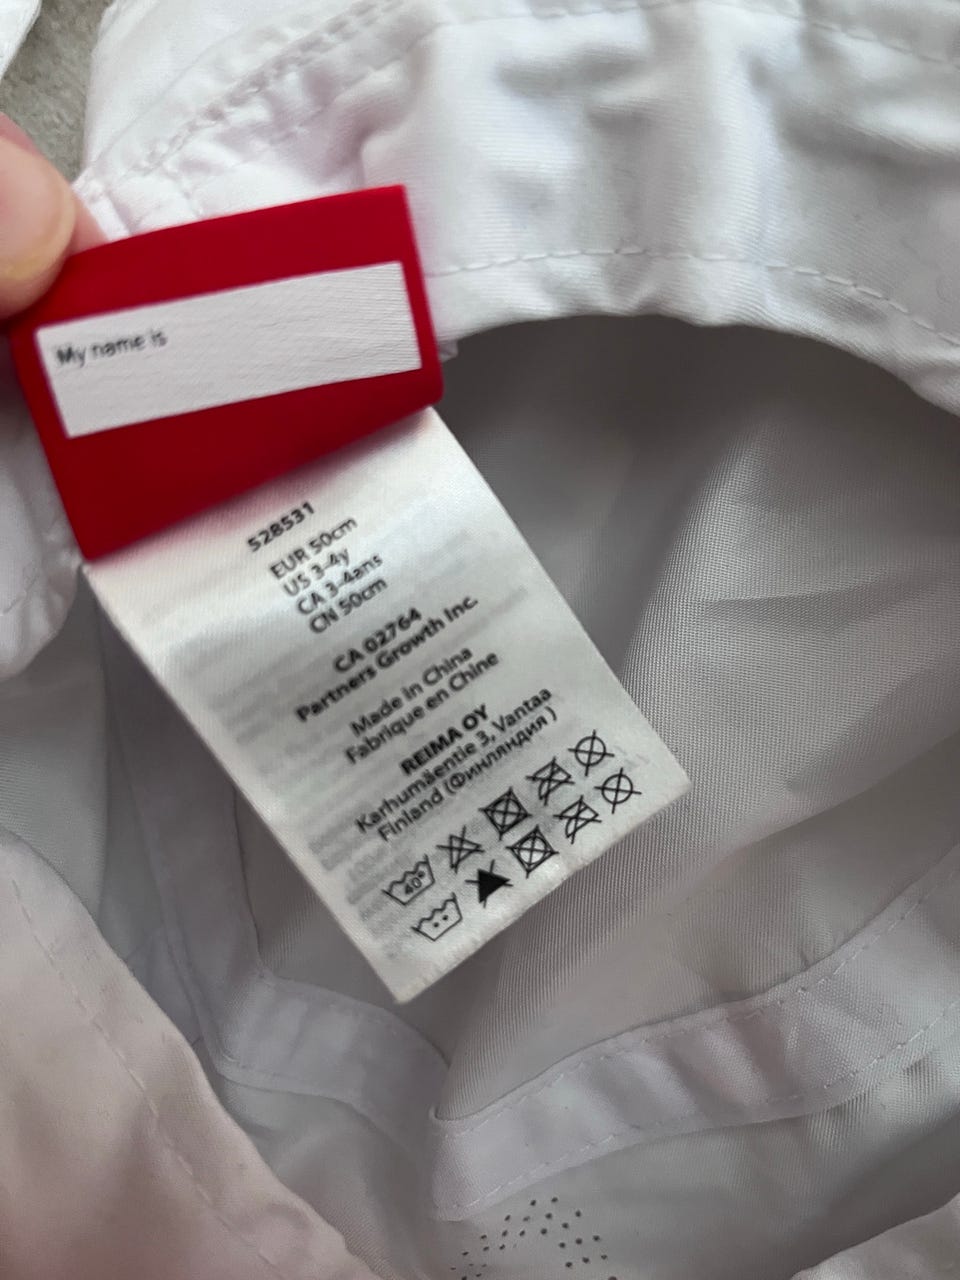 My name is
528531
EUR 50cm
US 3-4y
CA 3-4ans
CN 50cm
CA 02764
Partners Growth Inc.
Made in China
Fabrique en Chine
REIMA OY
Karhumäentie 3, Vantaa
Finland (Финляндия )
40°